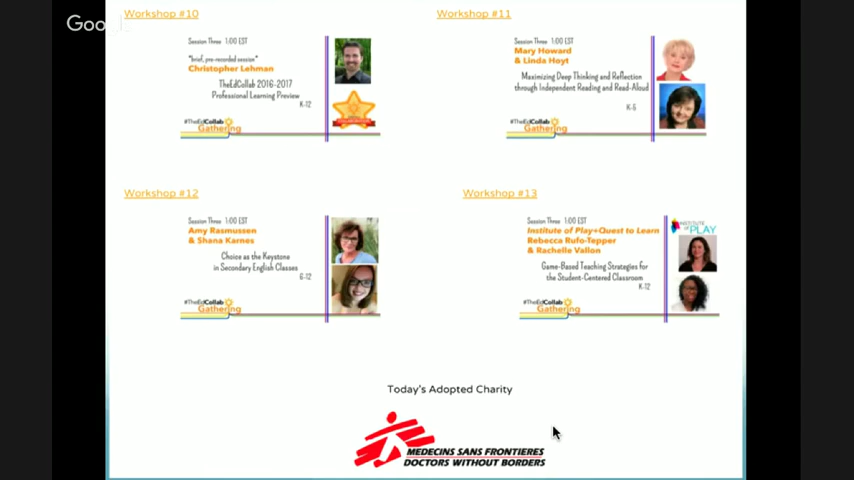 Goo
Workshop #10
Session Three 1:00 EST
"brief, pre-recorded session"
Christopher Lehman
TheEdCollab 2016-2017
Professional Learning Preview
K-12
#TheEdCollab
Gathering
Workshop #11
Session Three 1:00 EST
Mary Howard
& Linda Hoyt
Maximizing Deep Thinking and Reflection
through Independent Reading and Read-Aloud
K-5
#TheEdCollab
Gathering
Workshop #12
Session Three 1:00 EST
Amy Rasmussen
& Shana Karnes
Choice as the Keystone
in Secondary English Classes
6-12
#TheEdCollab
Gathering
Workshop #13
Session Three 1:00 EST
Institute of Play+Quest to Learn
Rebecca Rufo-Tepper
& Rachelle Vallon
Game-Based Teaching Strategies for
the Student-Centered Classroom
K-12
INSTITUTE
OF PLAY
#TheEdCollab
Gathering
Today's Adopted Charity
MEDECINS SANS FRONTIERES
DOCTORS WITHOUT BORDERS